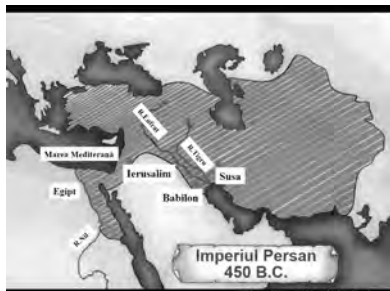 R.Eufrat
R.Tigru
Marea Mediterană
Ierusalim
Susa
Egipt
Babilon
R.Nil
Imperiul Persan
450 B.C.